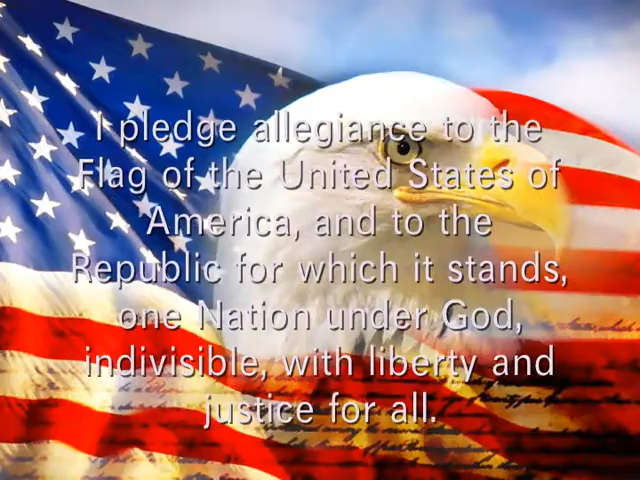 I pledge allegiance to the
Flag of the United States of
America, and to the
Republic for which it stands,
one Nation under God,
indivisible, with liberty and
justice for all.